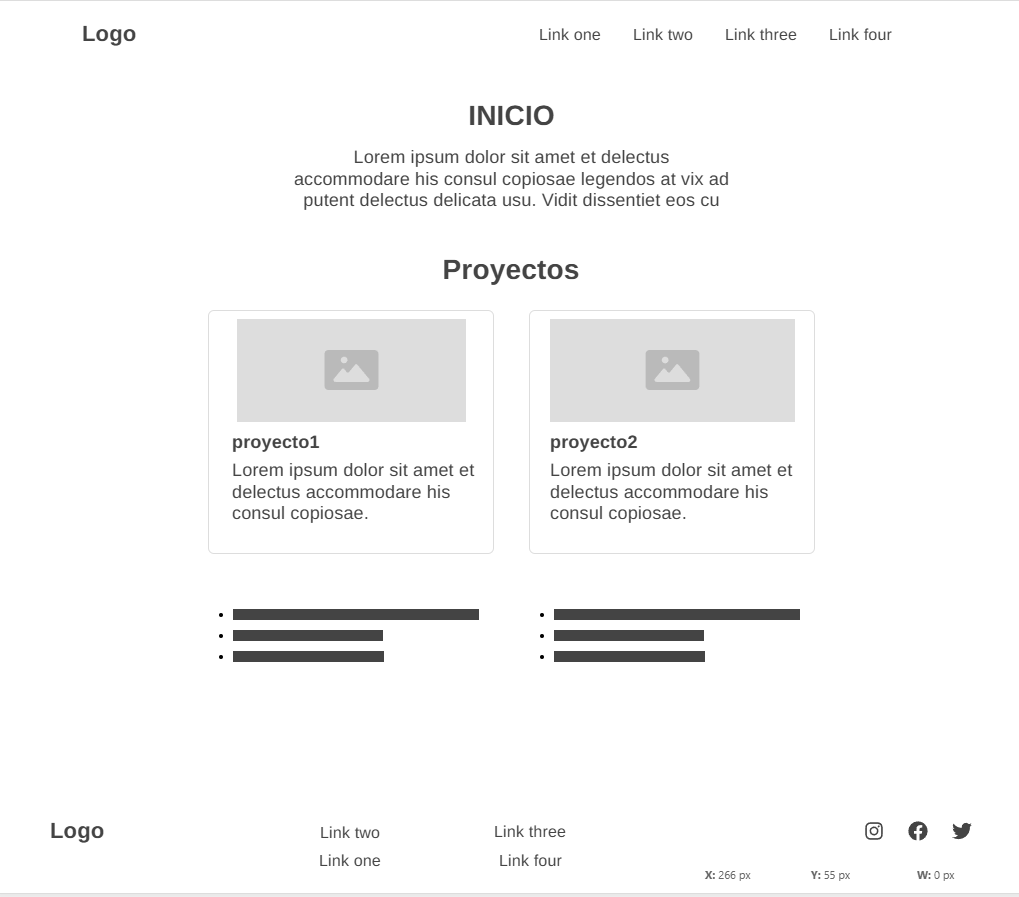 Logo
Link one Link two Link three Link four
INICIO
Lorem ipsum dolor sit amet et delectus
accommodare his consul copiosae legendos at vix ad
putent delectus delicata usu. Vidit dissentiet eos cu
Proyectos
proyecto1
Lorem ipsum dolor sit amet et
delectus accommodare his
consul copiosae.
proyecto2
Lorem ipsum dolor sit amet et
delectus accommodare his
consul copiosae.
Logo
Link two
Link one
Link three
Link four
X: 266 px Y: 55 px W: 0 px